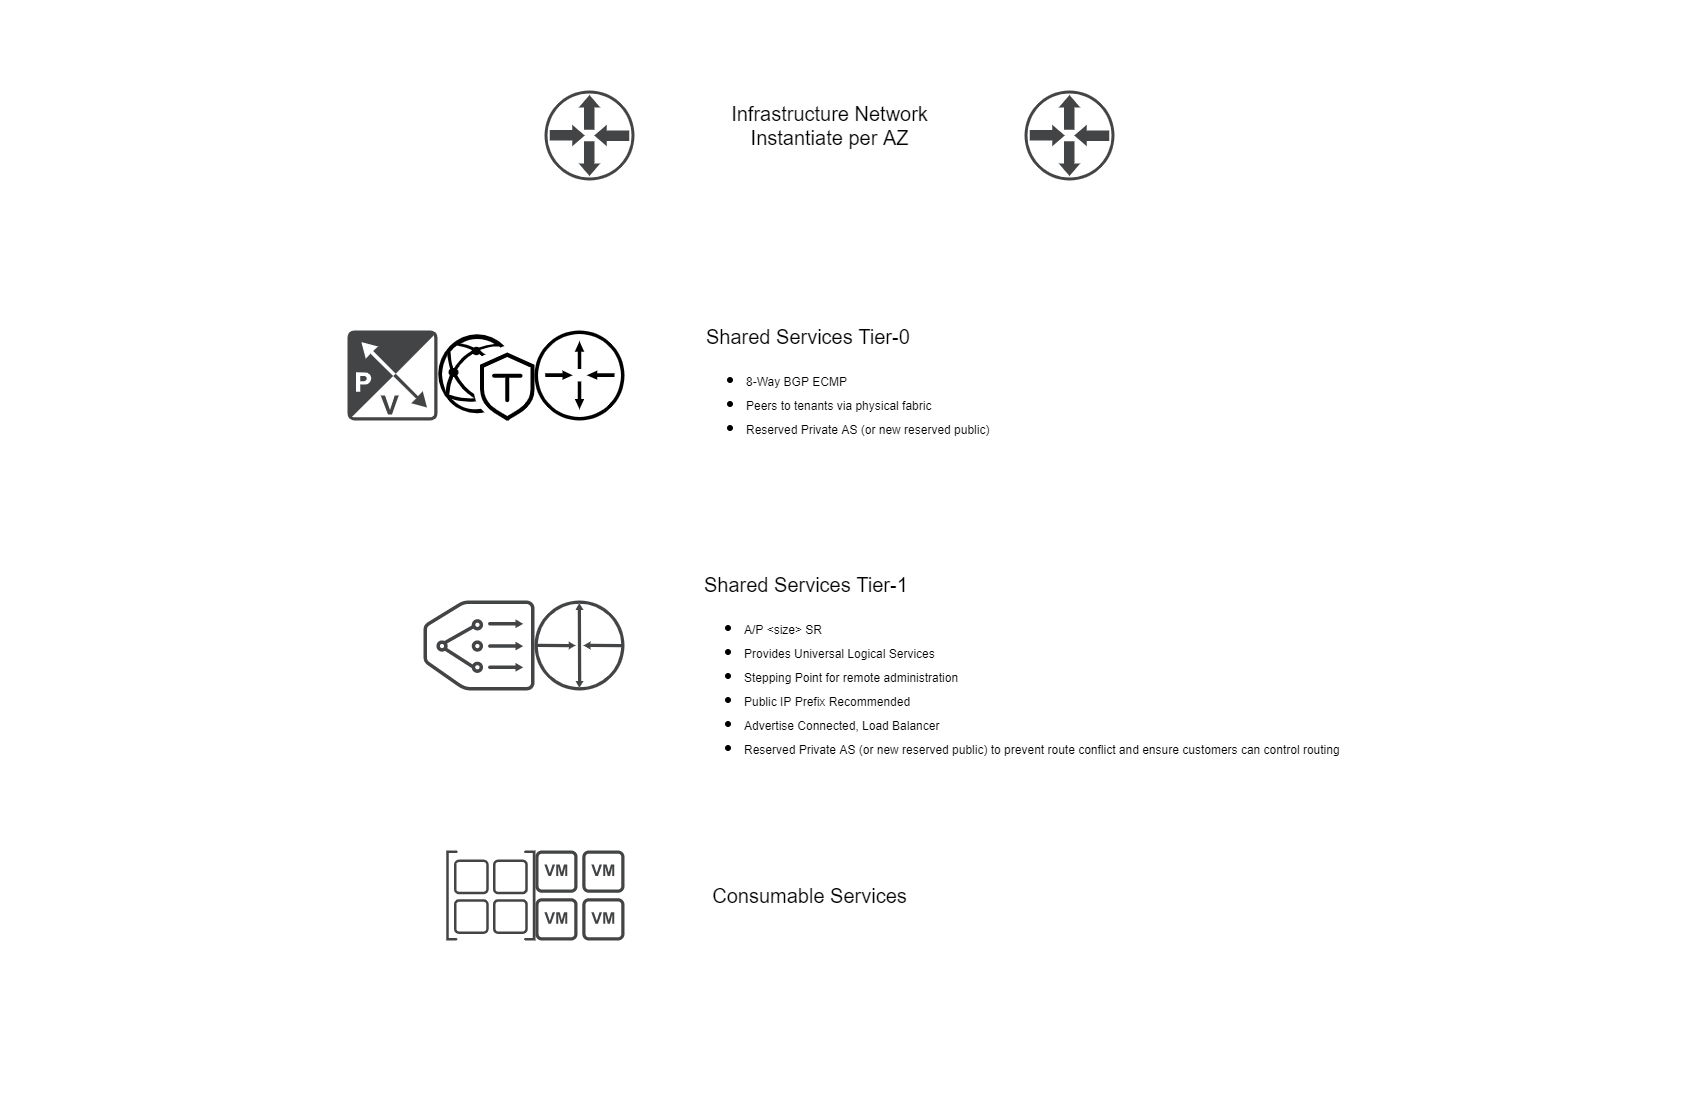 Infrastructure Network
Instantiate per AZ
Shared Services Tier-0
P
V
T
8-Way BGP ECMP
Peers to tenants via physical fabric
Reserved Private AS (or new reserved public)
Shared Services Tier-1
A/P <size> SR
Provides Universal Logical Services
Stepping Point for remote administration
Public IP Prefix Recommended
Advertise Connected, Load Balancer
Reserved Private AS (or new reserved public) to prevent route conflict and ensure customers can control routing
VM VM
VM VM
Consumable Services